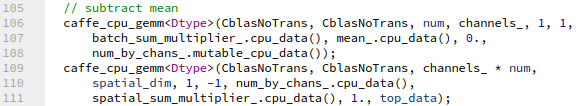 105 // subtract mean
106 caffe_cpu_gemm<Dtype>(CblasNoTrans, CblasNoTrans, num, channels_, 1, 1,
107 batch_sum_multiplier_.cpu_data(), mean_.cpu_data(), 0.,
108 num_by_chans_.mutable_cpu_data());
109 caffe_cpu_gemm<Dtype>(CblasNoTrans, CblasNoTrans, channels_ * num,
110 spatial_dim, 1, -1, num_by_chans_.cpu_data(),
111 spatial_sum_multiplier_.cpu_data(), 1., top_data);